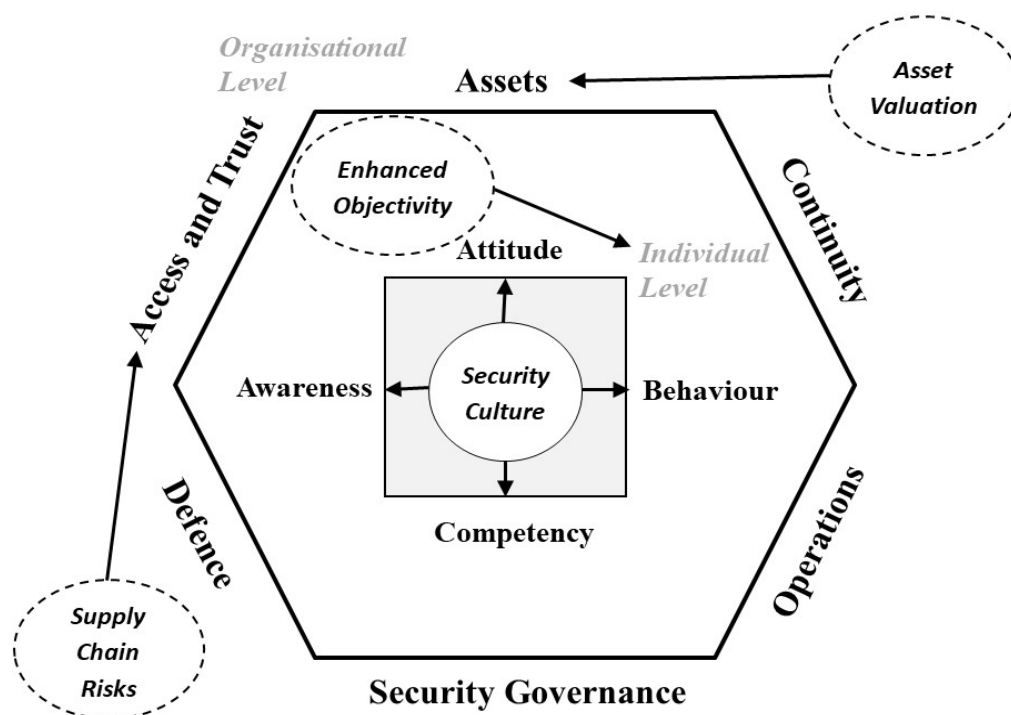 Organisational
Level
Assets
Asset
Valuation
Access and Trust
Enhanced
Objectivity
Continuity
Attitude
Individual
Level
Awareness
Security
Culture
Behaviour
Defence
Competency
Operations
Supply
Chain
Risks
Security Governance